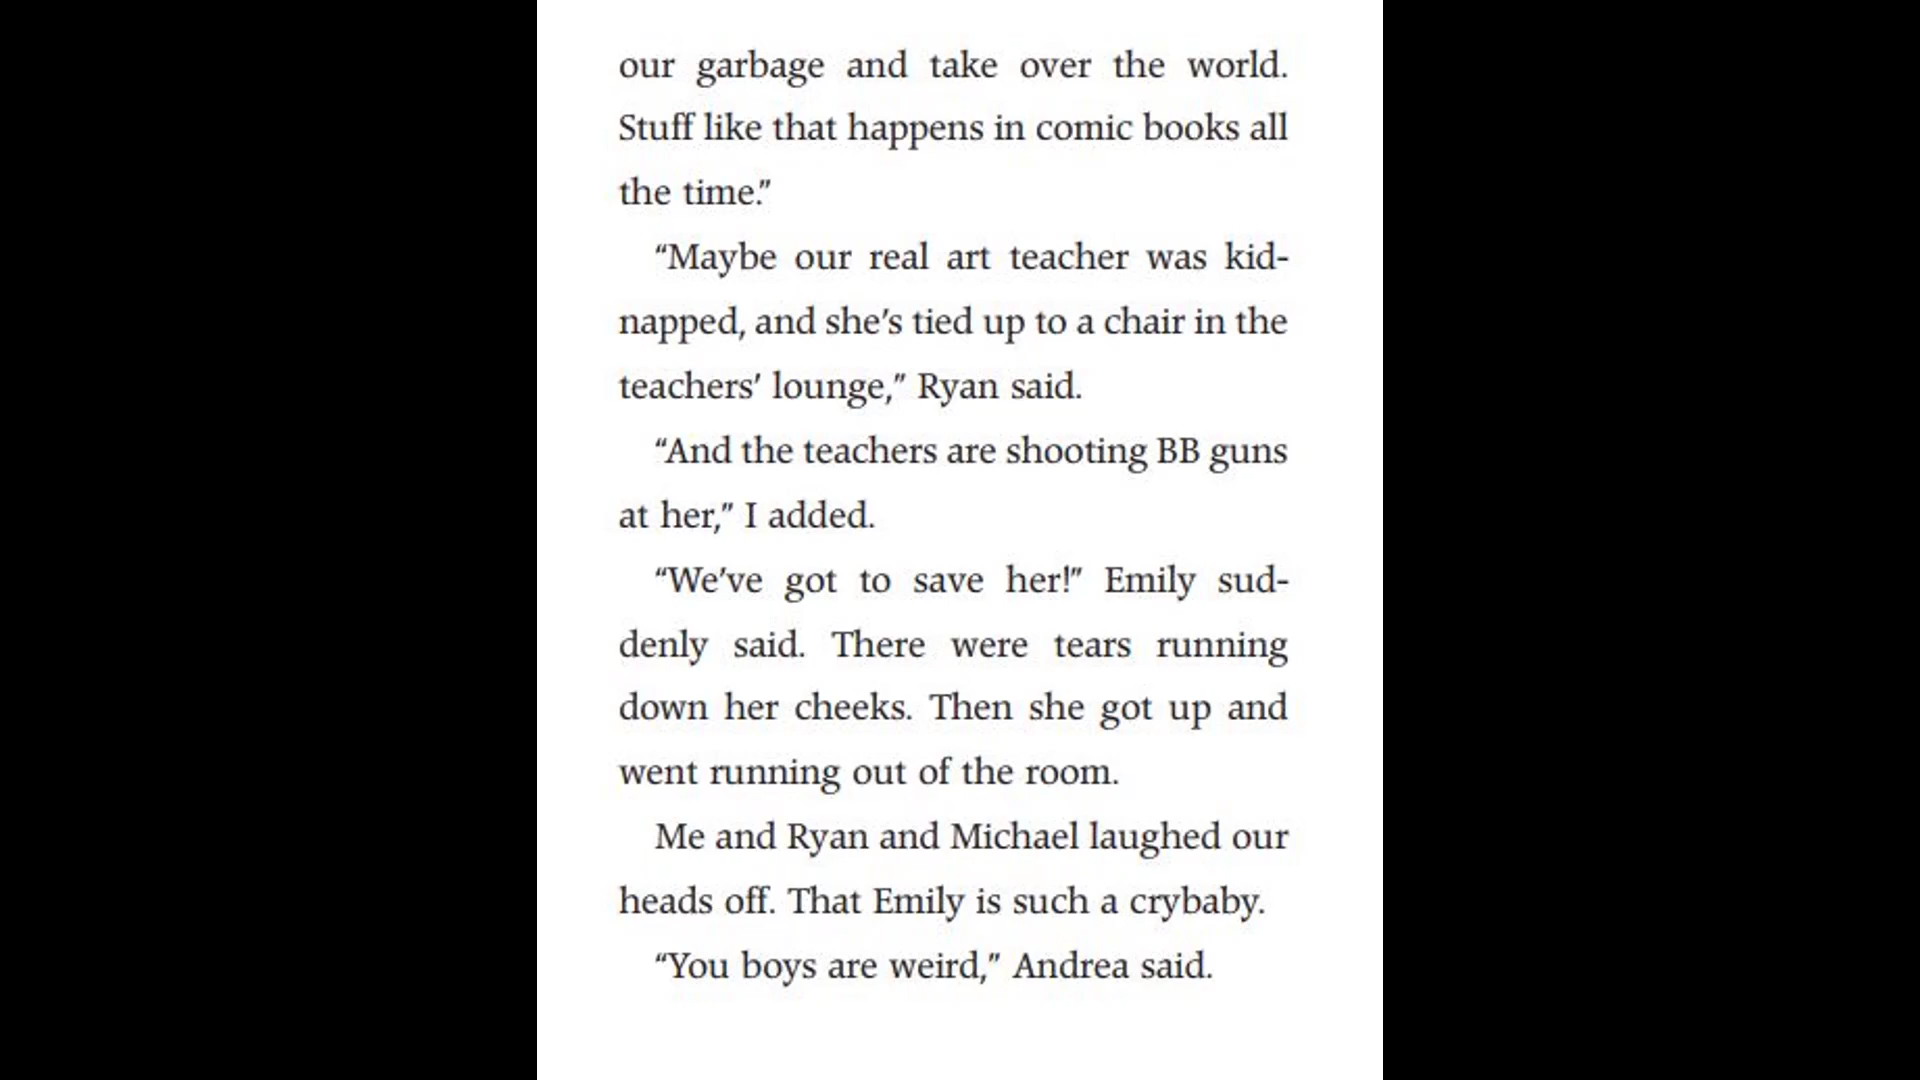 our garbage and take over the world.
Stuff like that happens in comic books all
the time.”
“Maybe our real art teacher was kid-
napped, and she’s tied up to a chair in the
teachers’ lounge,” Ryan said.
“And the teachers are shooting BB guns
at her,” I added.
“We’ve got to save her!” Emily sud-
denly said. There were tears running
down her cheeks. Then she got up and
went running out of the room.
Me and Ryan and Michael laughed our
heads off. That Emily is such a crybaby.
“You boys are weird,” Andrea said.